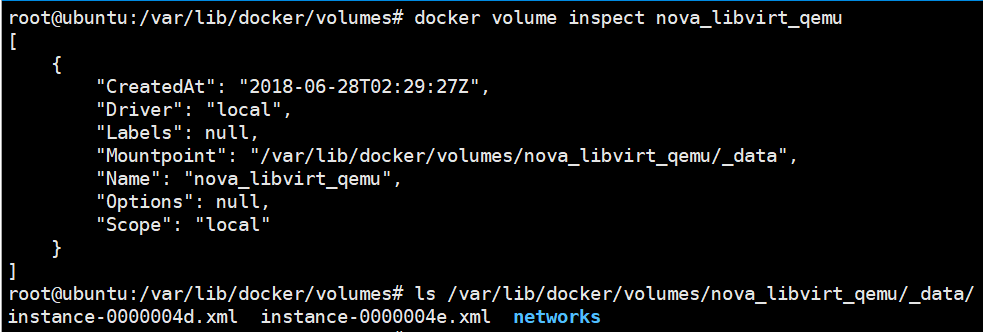 root@ubuntu:/var/lib/docker/volumes# docker volume inspect nova_libvirt_qemu
[
    {
        "CreatedAt": "2018-06-28T02:29:27Z",
        "Driver": "local",
        "Labels": null,
        "Mountpoint": "/var/lib/docker/volumes/nova_libvirt_qemu/_data",
        "Name": "nova_libvirt_qemu",
        "Options": null,
        "Scope": "local"
    }
]
root@ubuntu:/var/lib/docker/volumes# ls /var/lib/docker/volumes/nova_libvirt_qemu/_data/
instance-0000004d.xml  instance-0000004e.xml  networks